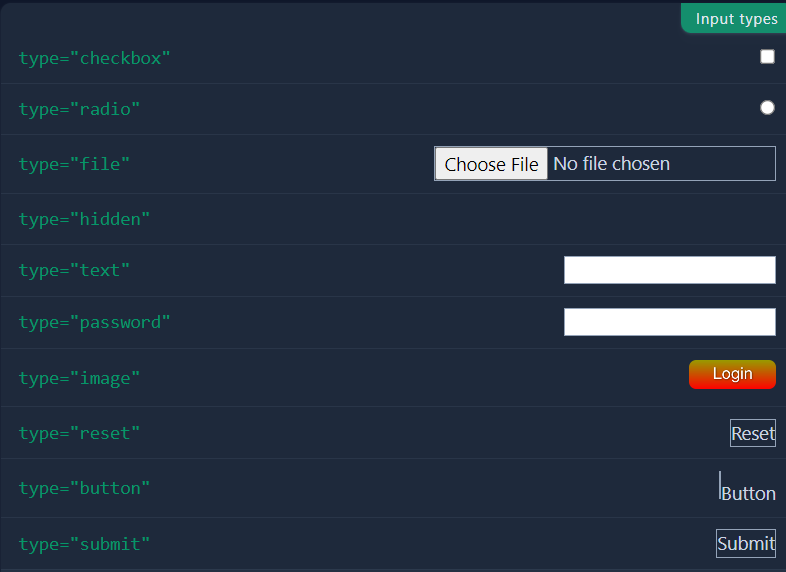 Input types
type="checkbox"
type="radio"
type="file" Choose File No file chosen
type="hidden"
type="text"
type="password"
type="image" Login
type="reset" Reset
type="button" Button
type="submit" Submit